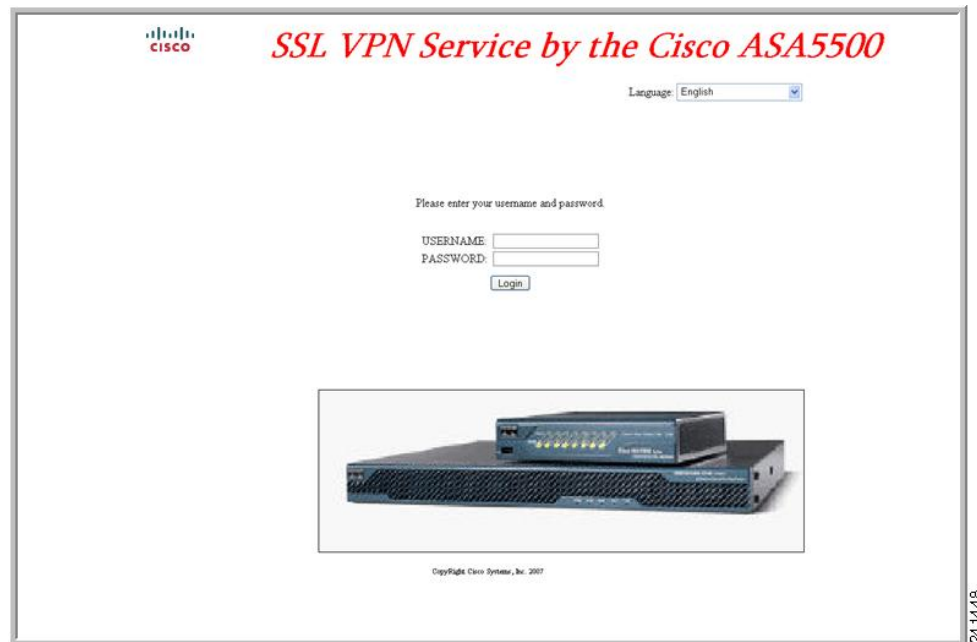 CISCO
SSL VPN Service by the Cisco ASA5500
Language: English
Please enter your username and password.
USERNAME:
PASSWORD:
Login
CopyRight Cisco Systems, Inc. 2007